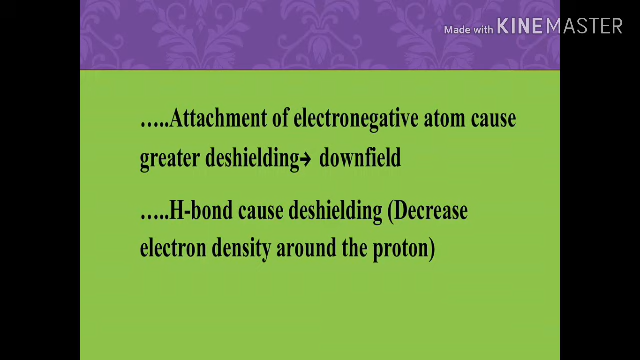 Made with KINEMASTER
…..Attachment of electronegative atom cause
greater deshielding→ downfield
…..H-bond cause deshielding (Decrease
electron density around the proton)